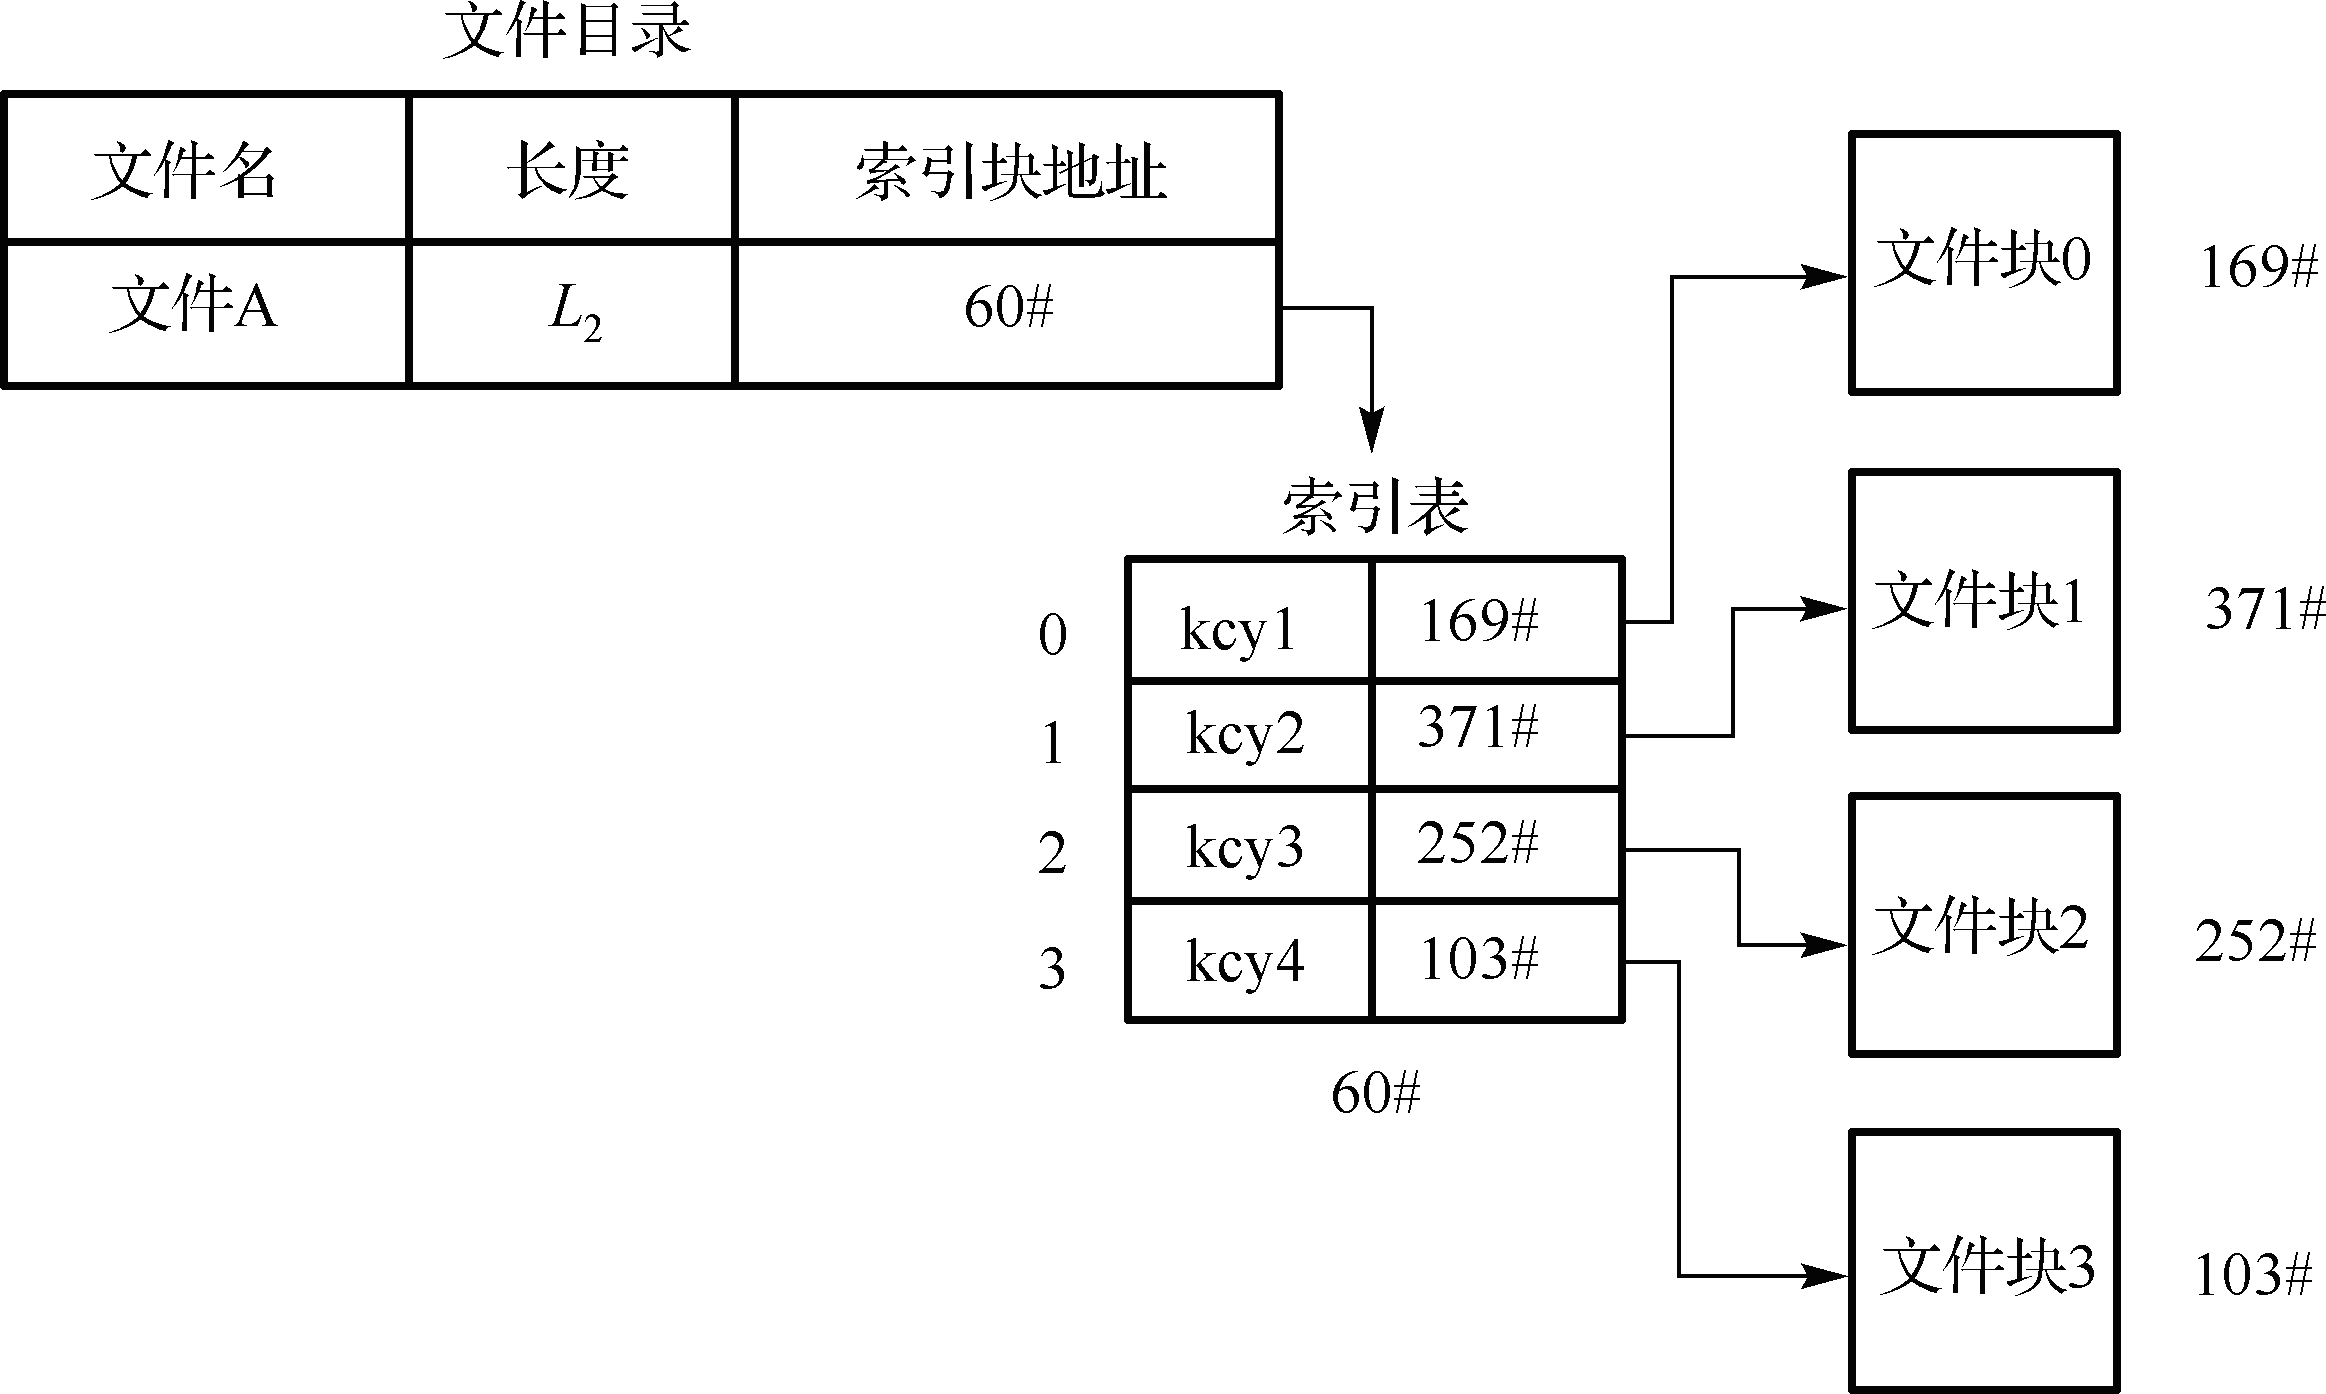 文件目录
文件名 长度 索引块地址
文件A L2 60#
索引表
0 kcy1 169#
1 kcy2 371#
2 kcy3 252#
3 kcy4 103#
60#
文件块0 169#
文件块1 371#
文件块2 252#
文件块3 103#